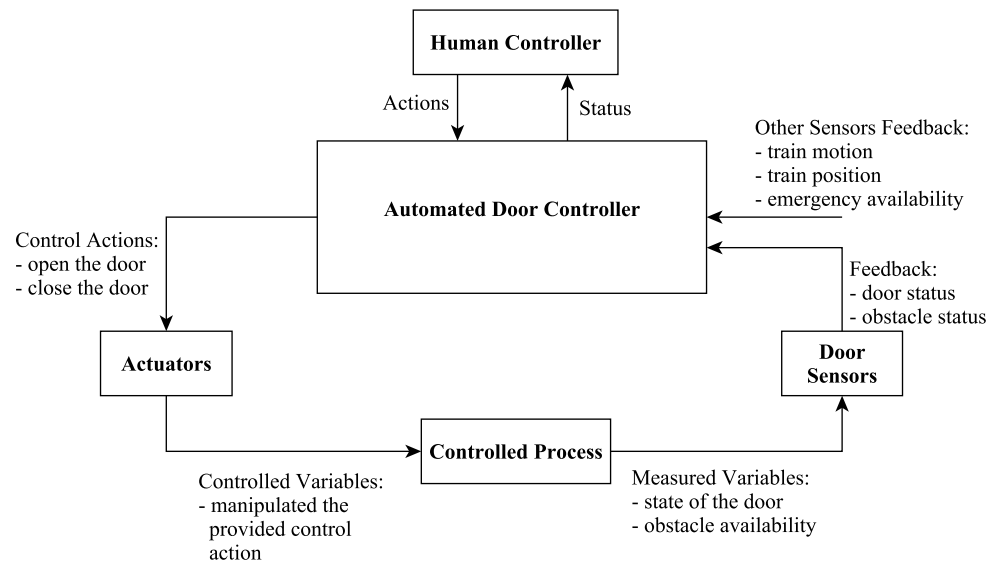 Human Controller
Actions
Status
Other Sensors Feedback:
- train motion
- train position
- emergency availability
Automated Door Controller
Control Actions:
- open the door
- close the door
Feedback:
- door status
- obstacle status
Actuators
Door
Sensors
Controlled Process
Controlled Variables:
- manipulated the
provided control
action
Measured Variables:
- state of the door
- obstacle availability